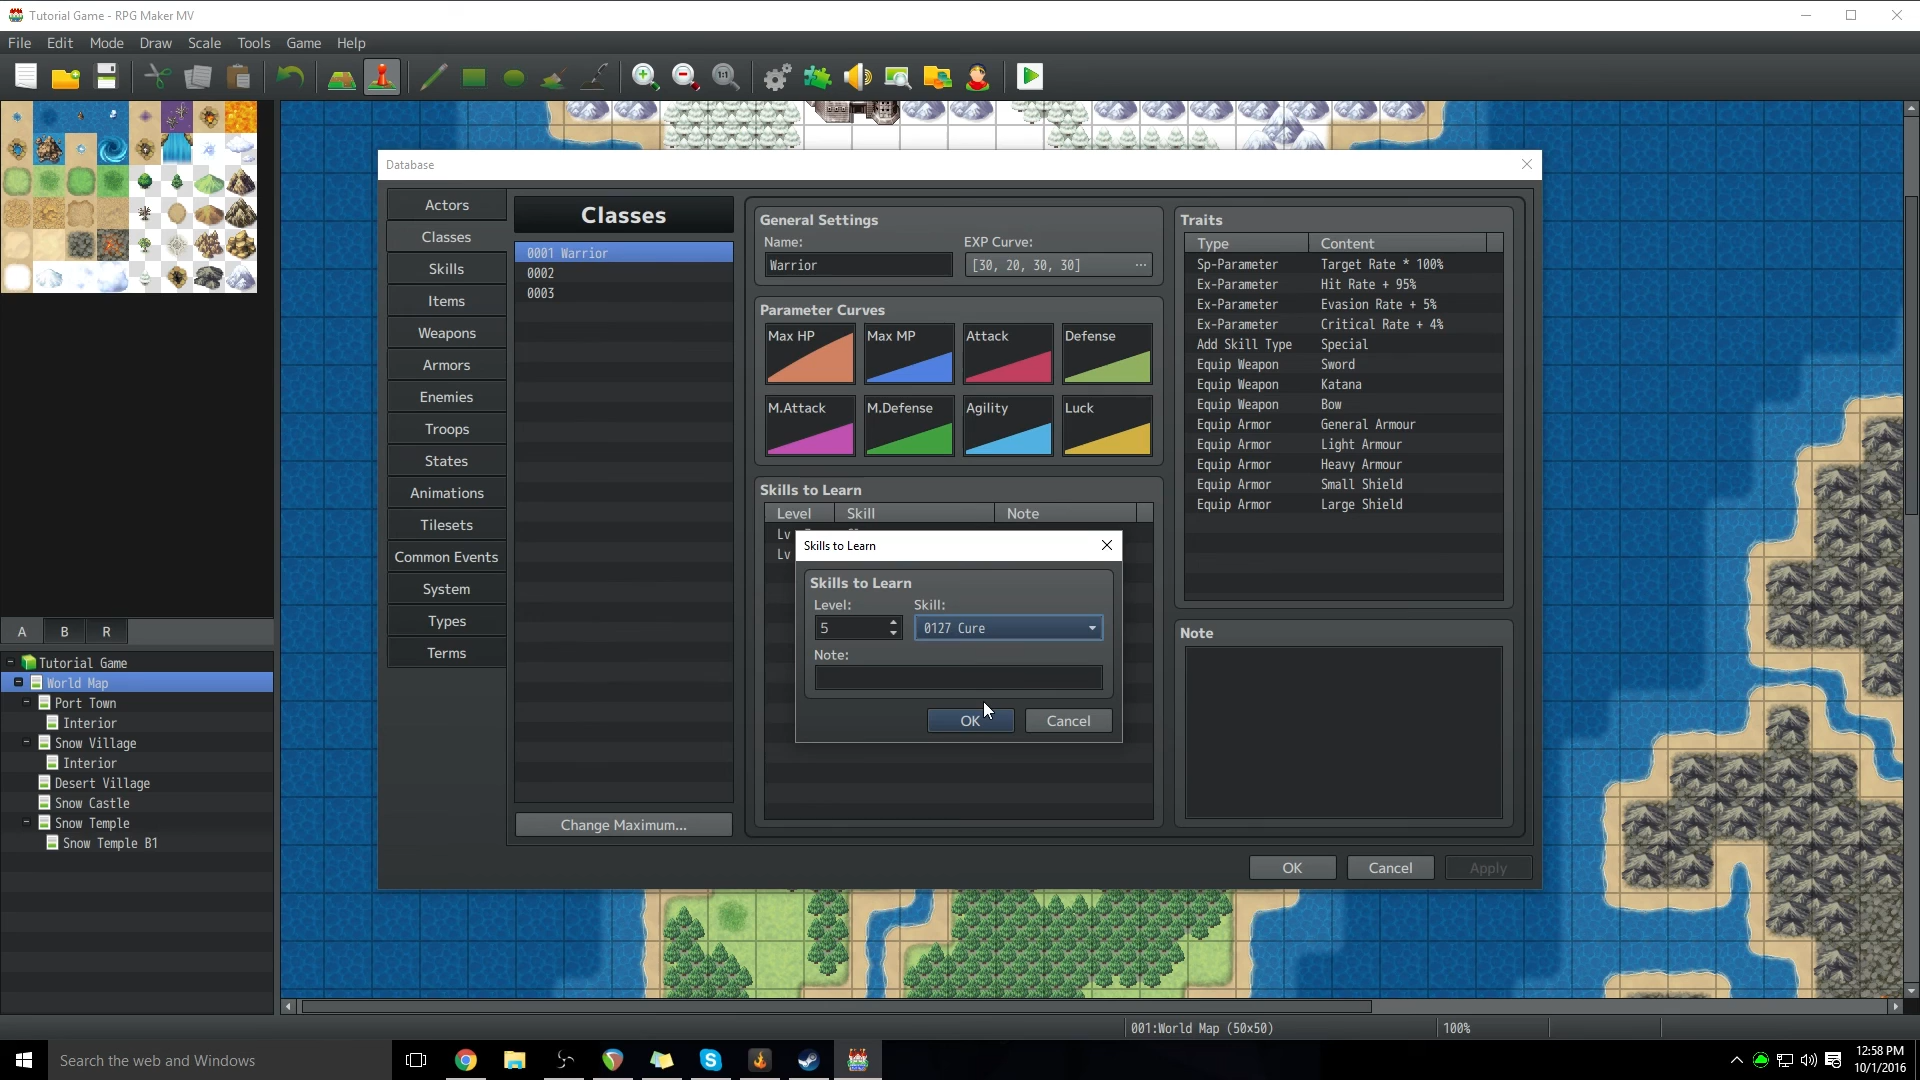 Tutorial Game - RPG Maker MV
File Edit Mode Draw Scale Tools Game Help
1:1
Database
Actors
Classes
Skills
Items
Weapons
Armors
Enemies
Troops
States
Animations
Tilesets
Common Events
System
Types
Terms
Classes
0001 Warrior
0002
0003
Change Maximum...
General Settings
Name: EXP Curve:
Warrior [30, 20, 30, 30] ...
Parameter Curves
Max HP Max MP Attack Defense
M.Attack M.Defense Agility Luck
Skills to Learn
Level Skill Note
Lv
Lv
Skills to Learn
Skills to Learn
Level: Skill:
5 0127 Cure
Note:
OK Cancel
Traits
Type Content
Sp-Parameter Target Rate * 100%
Ex-Parameter Hit Rate + 95%
Ex-Parameter Evasion Rate + 5%
Ex-Parameter Critical Rate + 4%
Add Skill Type Special
Equip Weapon Sword
Equip Weapon Katana
Equip Weapon Bow
Equip Armor General Armour
Equip Armor Light Armour
Equip Armor Heavy Armour
Equip Armor Small Shield
Equip Armor Large Shield
Note
OK Cancel Apply
A B R
Tutorial Game
World Map
Port Town
Interior
Snow Village
Interior
Desert Village
Snow Castle
Snow Temple
Snow Temple B1
001:World Map (50x50) 100%
Search the web and Windows
12:58 PM
10/1/2016